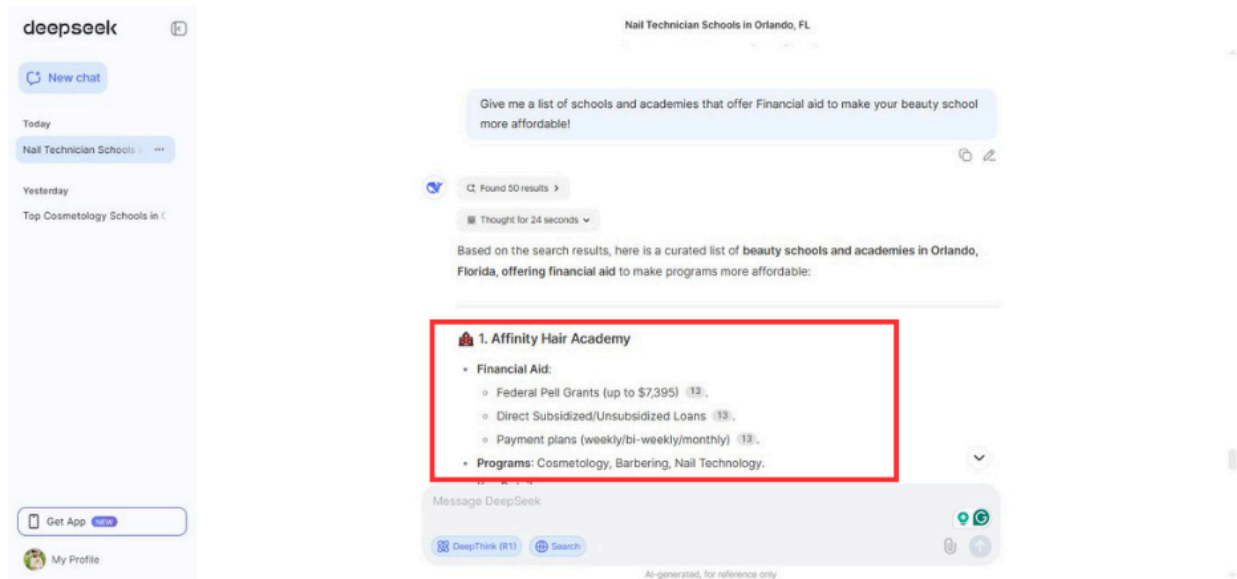 deepseek
New chat
Today
Nail Technician Schools
Yesterday
Top Cosmetology Schools in
Get App NEW
My Profile
Nail Technician Schools in Orlando, FL
Give me a list of schools and academies that offer Financial aid to make your beauty school
more affordable!
Found 50 results >
Thought for 24 seconds
Based on the search results, here is a curated list of beauty schools and academies in Orlando,
Florida, offering financial aid to make programs more affordable:
1. Affinity Hair Academy
• Financial Aid:
◦ Federal Pell Grants (up to $7,395) 13 .
◦ Direct Subsidized/Unsubsidized Loans 13 .
◦ Payment plans (weekly/bi-weekly/monthly) 13 .
• Programs: Cosmetology, Barbering, Nail Technology.
Message DeepSeek
DeepThink (R1) Search
AI-generated, for reference only